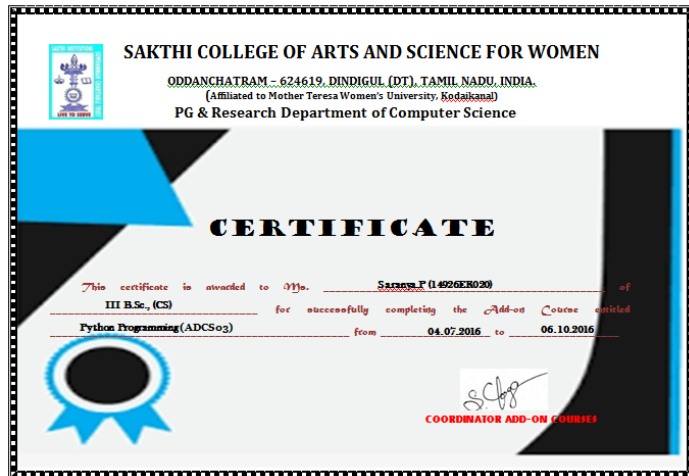 SAKTHI COLLEGE OF ARTS AND SCIENCE FOR WOMEN
ODDANCHATRAM – 624619, DINDIGUL (DT), TAMIL NADU, INDIA.
(Affiliated to Mother Teresa Women's University, Kodaikanal)
PG & Research Department of Computer Science
LIVE TO SERVE
CERTIFICATE
This certificate is awarded to Ms. Saranya.P (14926ER020) of
III B.Sc., (CS) for successfully completing the Add-on Course entitled
Python Programming (ADCS03) from 04.07.2016 to 06.10.2016
COORDINATOR ADD-ON COURSES